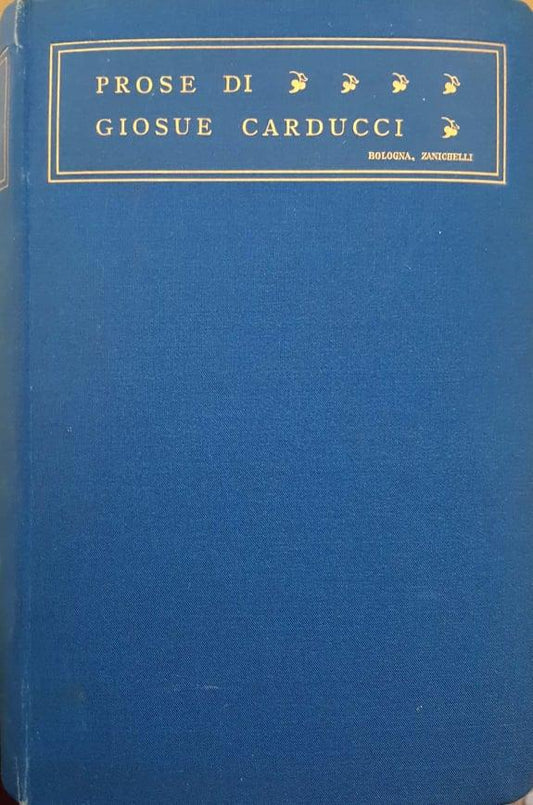 PROSE DI
GIOSUE CARDUCCI
BOLOGNA, ZANICHELLI